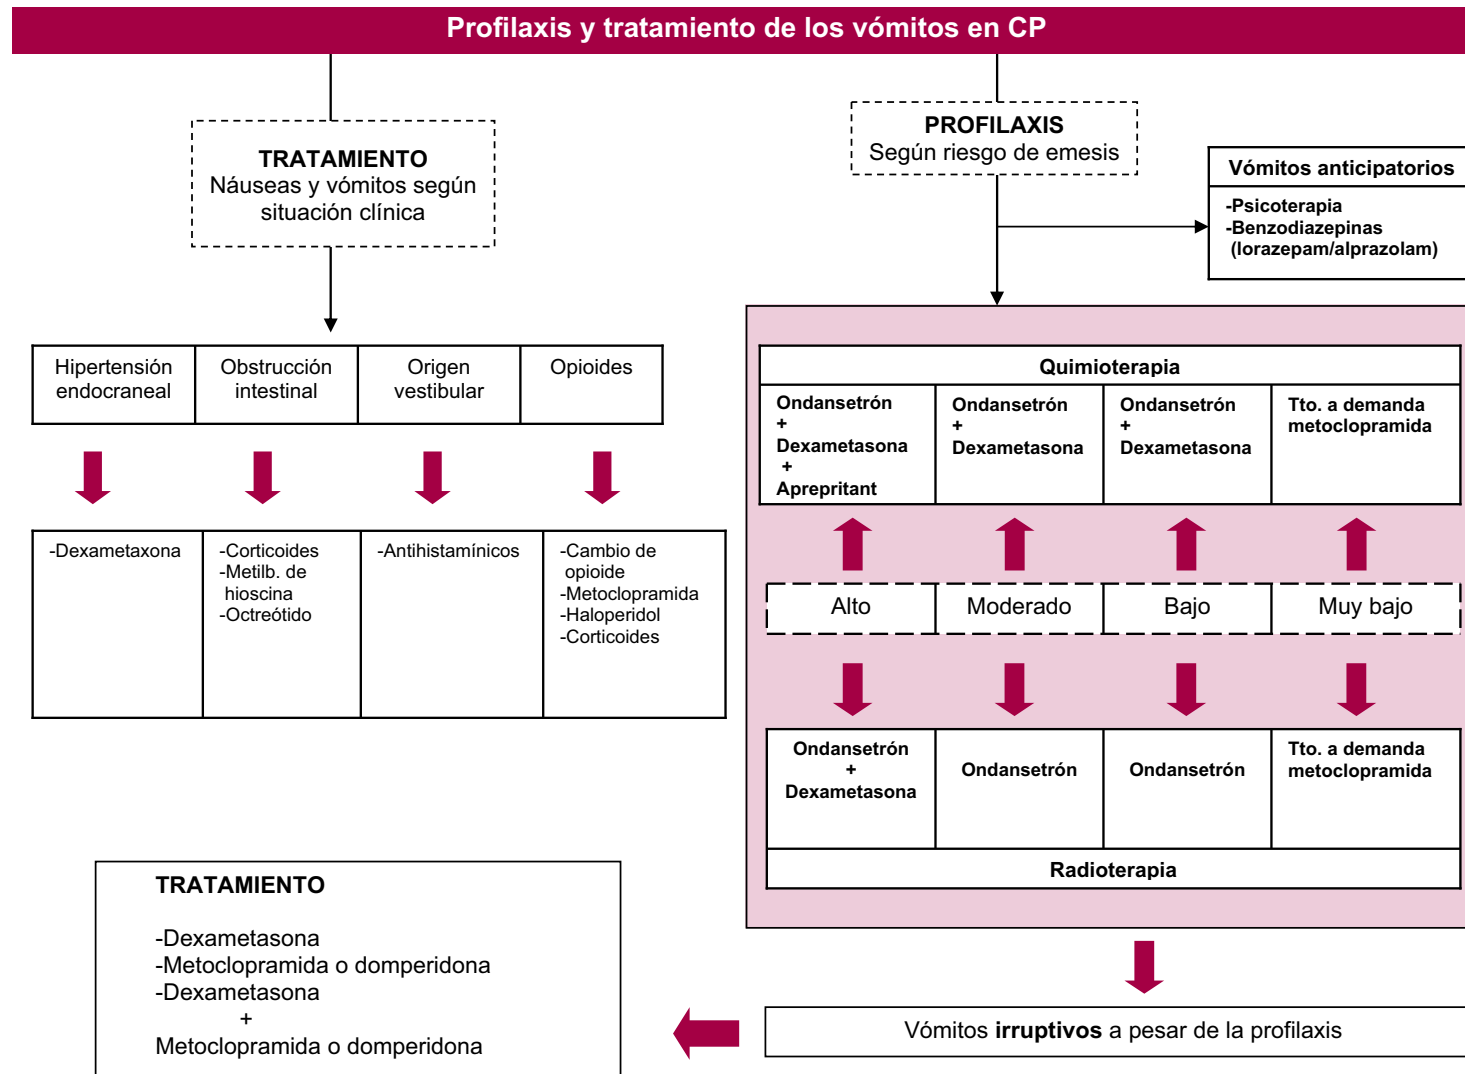 Profilaxis y tratamiento de los vómitos en CP
TRATAMIENTO
Náuseas y vómitos según
situación clínica
PROFILAXIS
Según riesgo de emesis
Vómitos anticipatorios
-Psicoterapia
-Benzodiazepinas
(lorazepam/alprazolam)
Hipertensión
endocraneal
Obstrucción
intestinal
Origen
vestibular
Opioides
-Dexametaxona
-Corticoides
-Metilb. de
hioscina
-Octreótido
-Antihistamínicos
-Cambio de
opioide
-Metoclopramida
-Haloperidol
-Corticoides
Quimioterapia
Ondansetrón
+
Dexametasona
+
Aprepritant
Ondansetrón
+
Dexametasona
Ondansetrón
+
Dexametasona
Tto. a demanda
metoclopramida
Alto
Moderado
Bajo
Muy bajo
Ondansetrón
+
Dexametasona
Ondansetrón
Ondansetrón
Tto. a demanda
metoclopramida
Radioterapia
Vómitos irruptivos a pesar de la profilaxis
TRATAMIENTO
-Dexametasona
-Metoclopramida o domperidona
-Dexametasona
+
Metoclopramida o domperidona